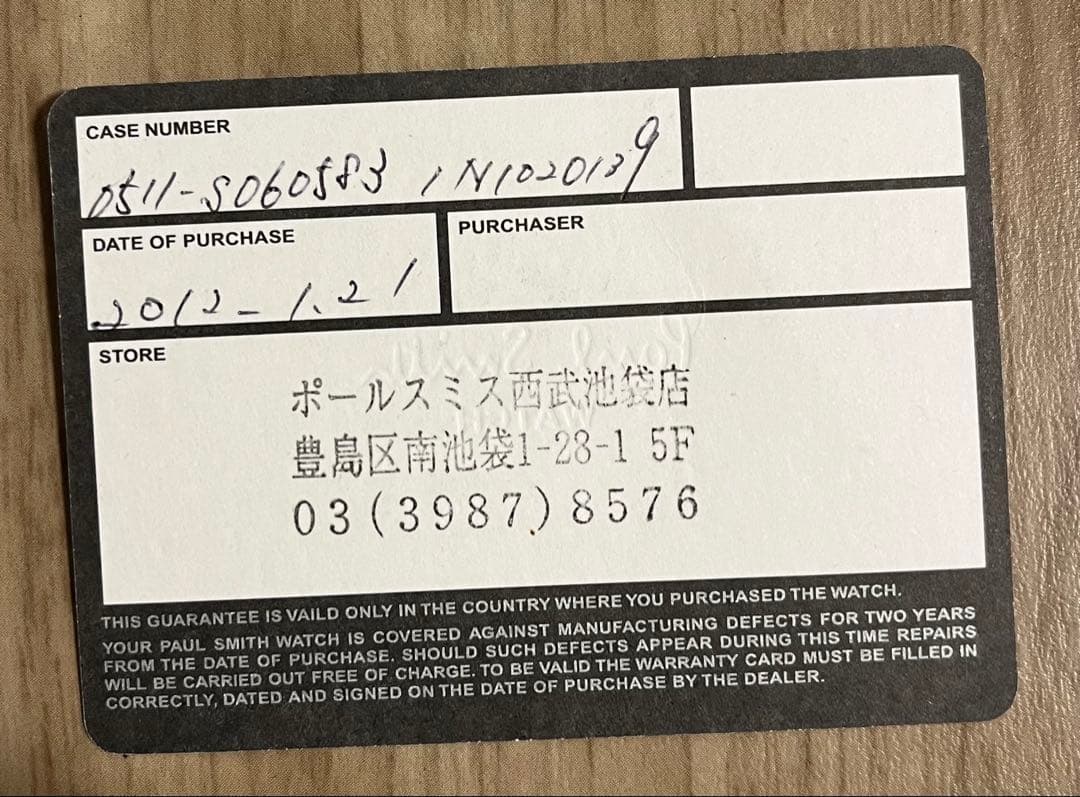 CASE NUMBER
0511-S060583 / N1020139
DATE OF PURCHASE
PURCHASER
2012-1.21
STORE
ポールスミス西武池袋店
豊島区南池袋1-28-1 5F
03(3987)8576
THIS GUARANTEE IS VAILD ONLY IN THE COUNTRY WHERE YOU PURCHASED THE WATCH.
YOUR PAUL SMITH WATCH IS COVERED AGAINST MANUFACTURING DEFECTS FOR TWO YEARS
FROM THE DATE OF PURCHASE. SHOULD SUCH DEFECTS APPEAR DURING THIS TIME REPAIRS
WILL BE CARRIED OUT FREE OF CHARGE. TO BE VALID THE WARRANTY CARD MUST BE FILLED IN
CORRECTLY, DATED AND SIGNED ON THE DATE OF PURCHASE BY THE DEALER.